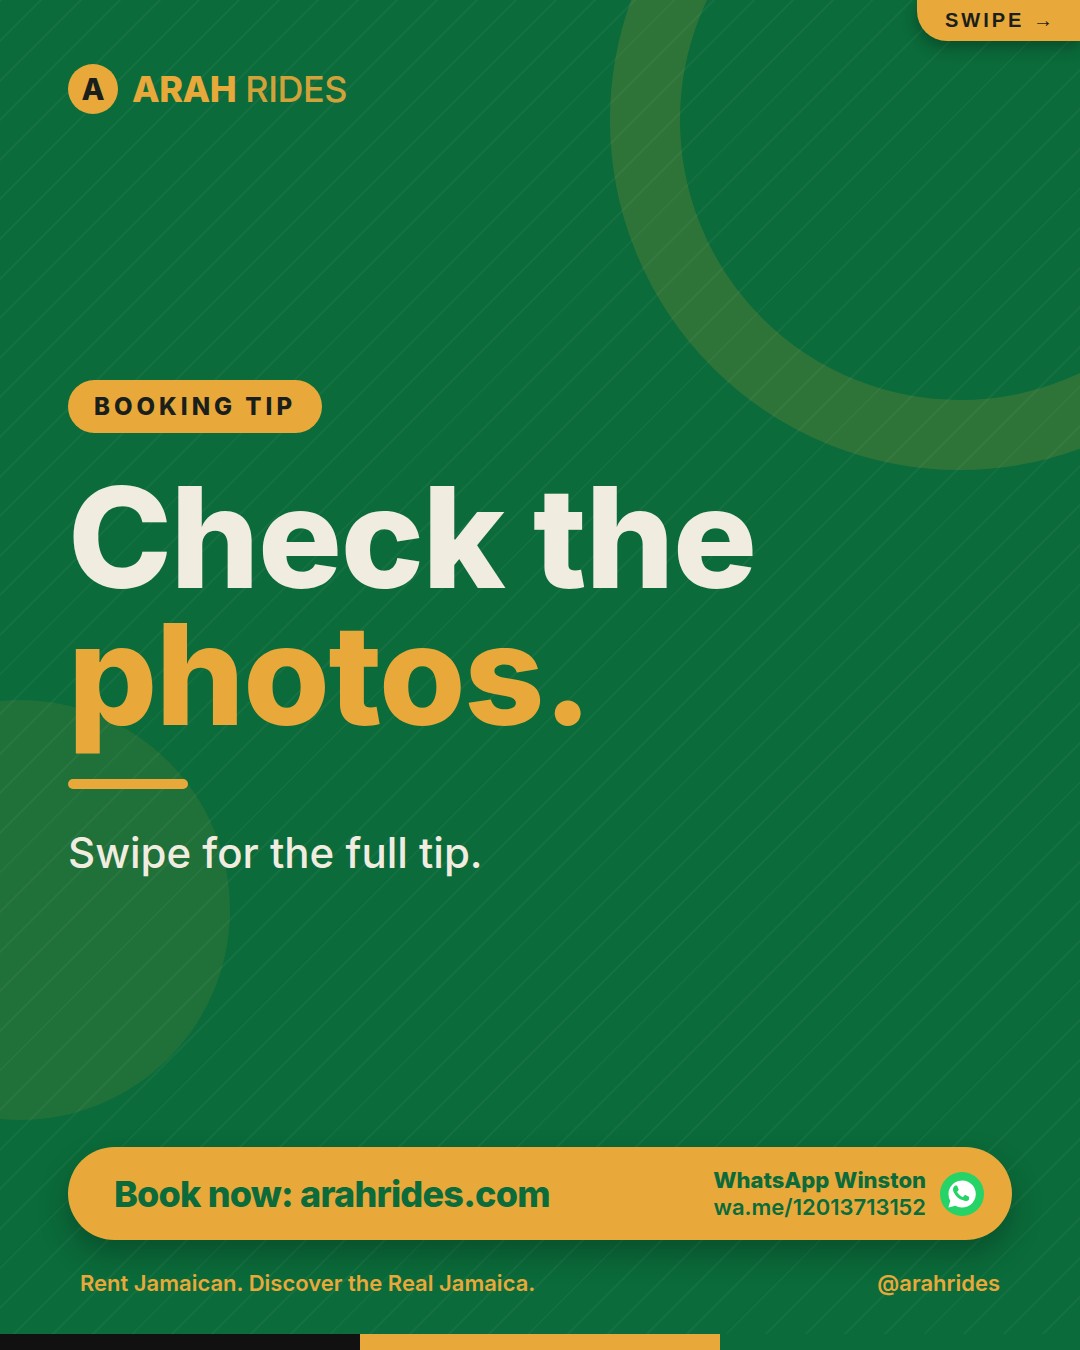 SWIPE →
A ARAH RIDES
BOOKING TIP
Check the
photos.
Swipe for the full tip.
Book now: arahrides.com
WhatsApp Winston
wa.me/12013713152
Rent Jamaican. Discover the Real Jamaica.
@arahrides